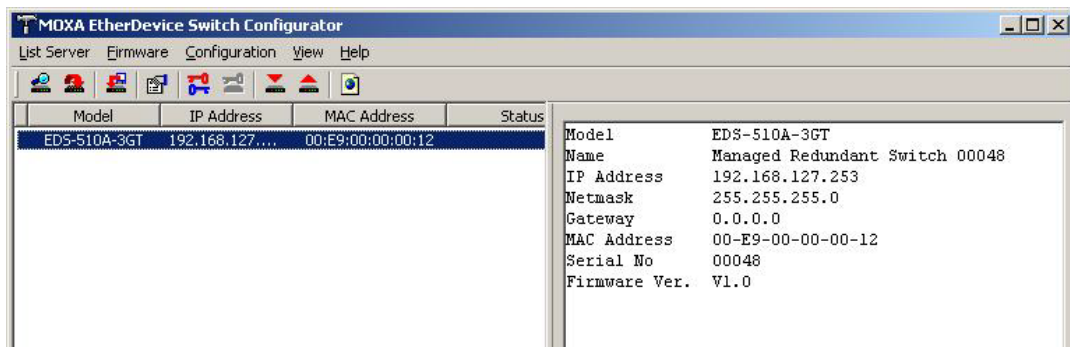 MOXA EtherDevice Switch Configurator
List Server Firmware Configuration View Help
Model IP Address MAC Address Status
EDS-510A-3GT 192.168.127.... 00:E9:00:00:00:12
Model EDS-510A-3GT
Name Managed Redundant Switch 00048
IP Address 192.168.127.253
Netmask 255.255.255.0
Gateway 0.0.0.0
MAC Address 00-E9-00-00-00-12
Serial No 00048
Firmware Ver. V1.0